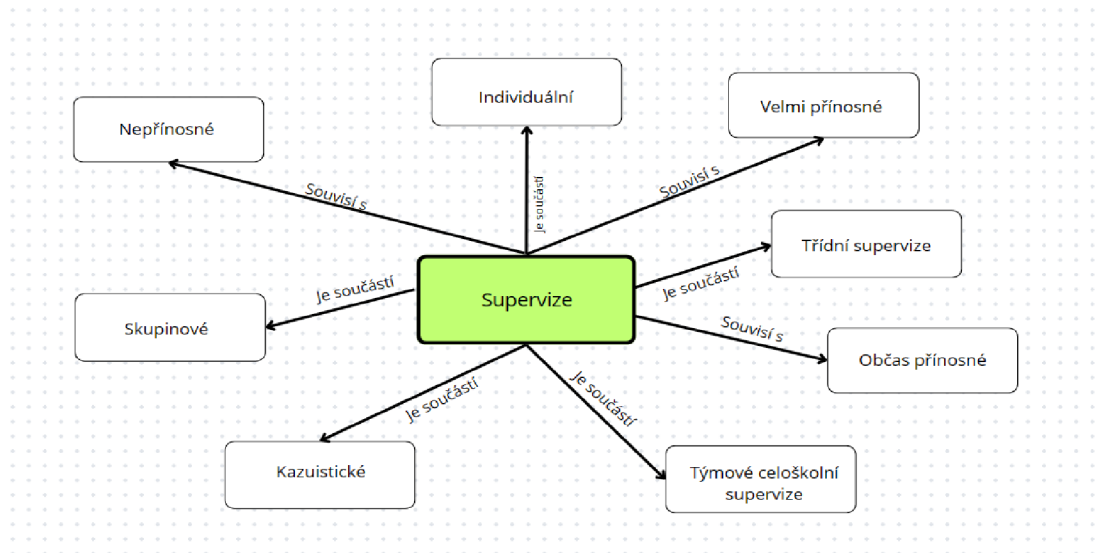 Individuální
Velmi přínosné
Nepřínosné
Souvisí s
Je součástí
Souvisí s
Třídní supervize
Je součástí
Supervize
Je součástí
Skupinové
Souvisí s
Občas přínosné
Je součástí
Je součástí
Kazuistické
Týmové celoškolní
supervize